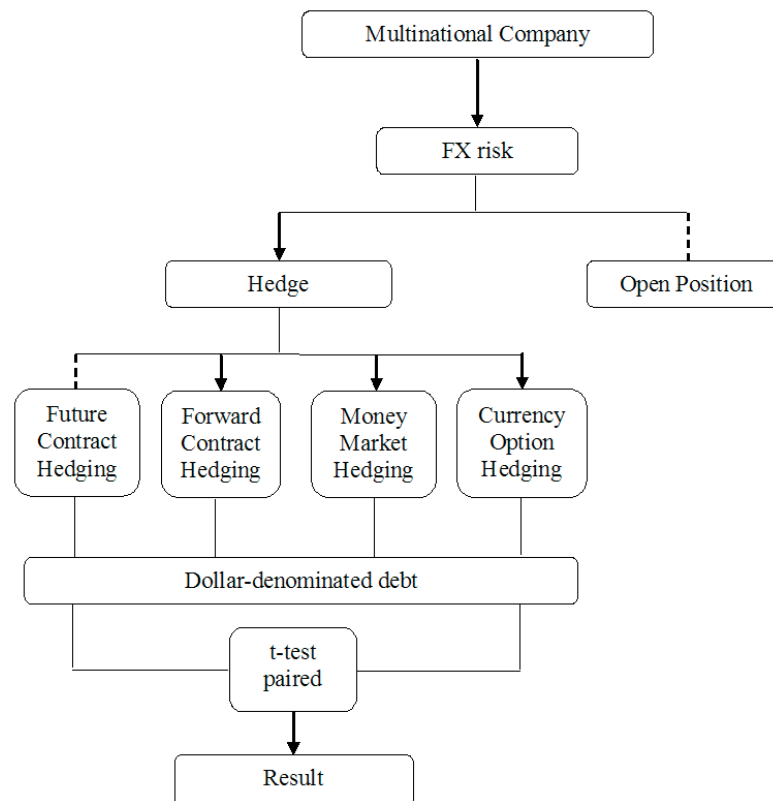 Multinational Company
FX risk
Hedge
Open Position
Future
Contract
Hedging
Forward
Contract
Hedging
Money
Market
Hedging
Currency
Option
Hedging
Dollar-denominated debt
t-test
paired
Result